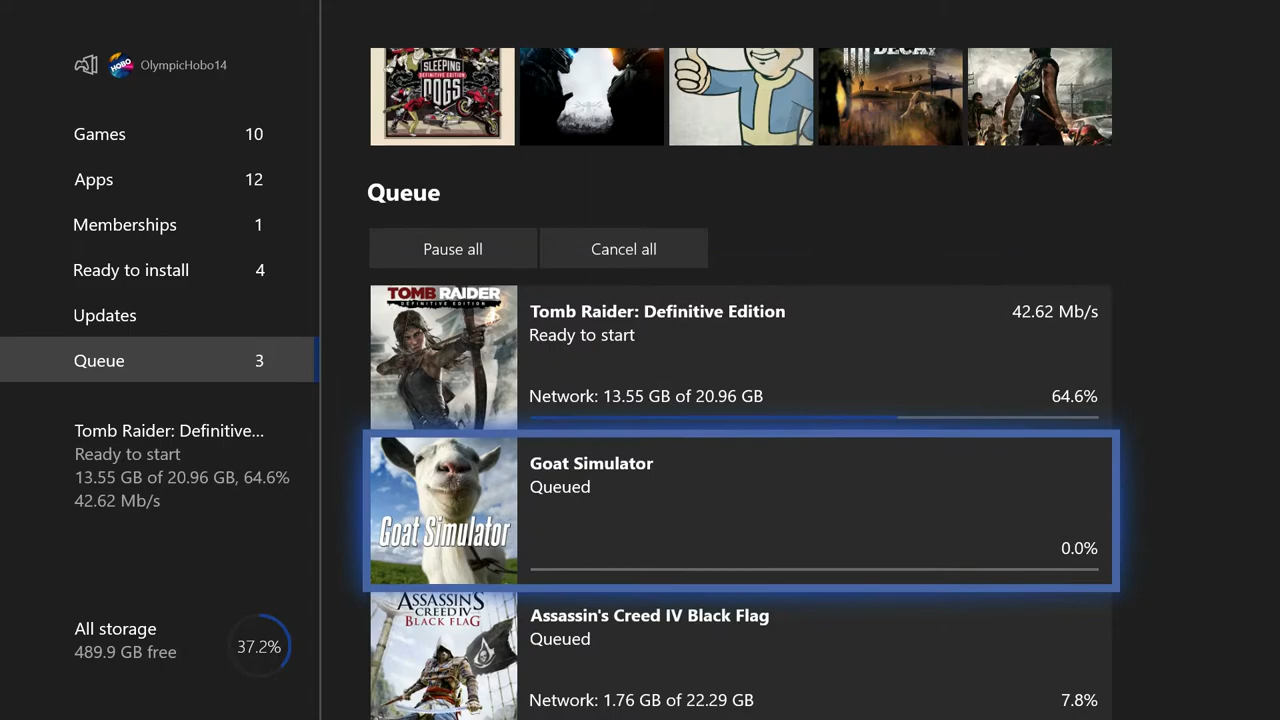 HOBO
OlympicHobo14
Games 10
Apps 12
Memberships 1
Ready to install 4
Updates
Queue 3
Tomb Raider: Definitive...
Ready to start
13.55 GB of 20.96 GB, 64.6%
42.62 Mb/s
All storage
489.9 GB free
37.2%
SLEEPING
DEFINITIVE EDITION
DOGS
DECAY
Queue
Pause all
Cancel all
TOMB RAIDER
DEFINITIVE EDITION
Tomb Raider: Definitive Edition 42.62 Mb/s
Ready to start
Network: 13.55 GB of 20.96 GB 64.6%
Goat Simulator
Goat Simulator
Queued
0.0%
ASSASSIN'S
CREED IV
BLACK FLAG
Assassin's Creed IV Black Flag
Queued
Network: 1.76 GB of 22.29 GB 7.8%